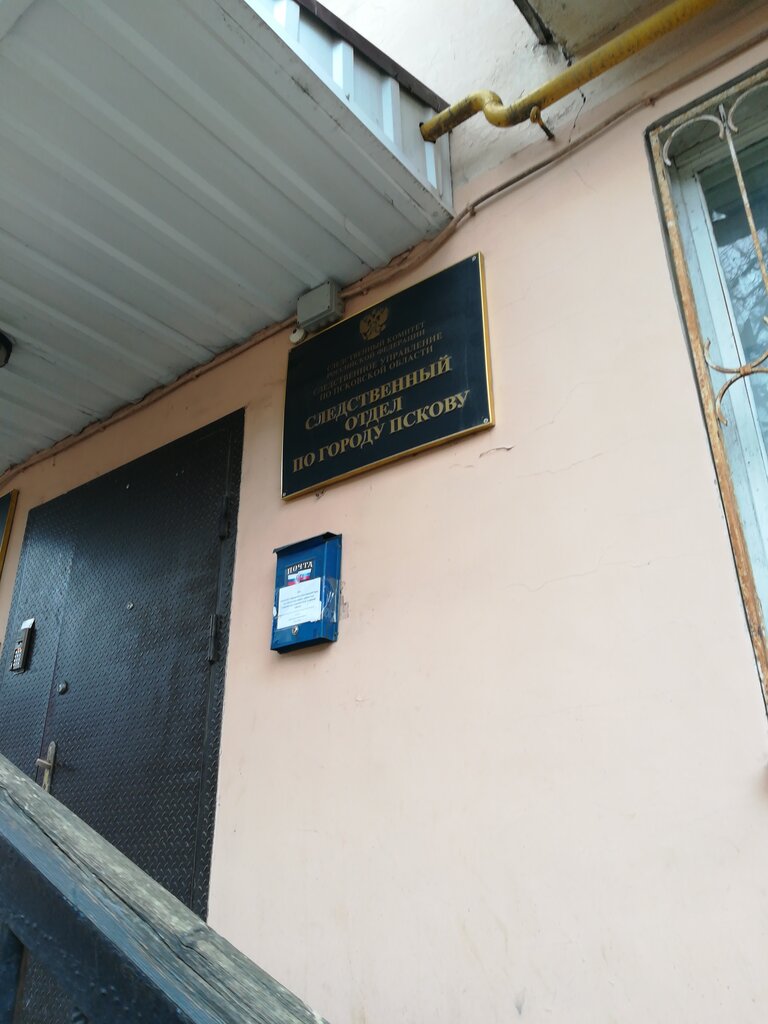 СЛЕДСТВЕННЫЙ КОМИТЕТ
РОССИЙСКОЙ ФЕДЕРАЦИИ
СЛЕДСТВЕННОЕ УПРАВЛЕНИЕ
ПО ПСКОВСКОЙ ОБЛАСТИ
СЛЕДСТВЕННЫЙ
ОТДЕЛ
ПО ГОРОДУ ПСКОВУ
ПОЧТА